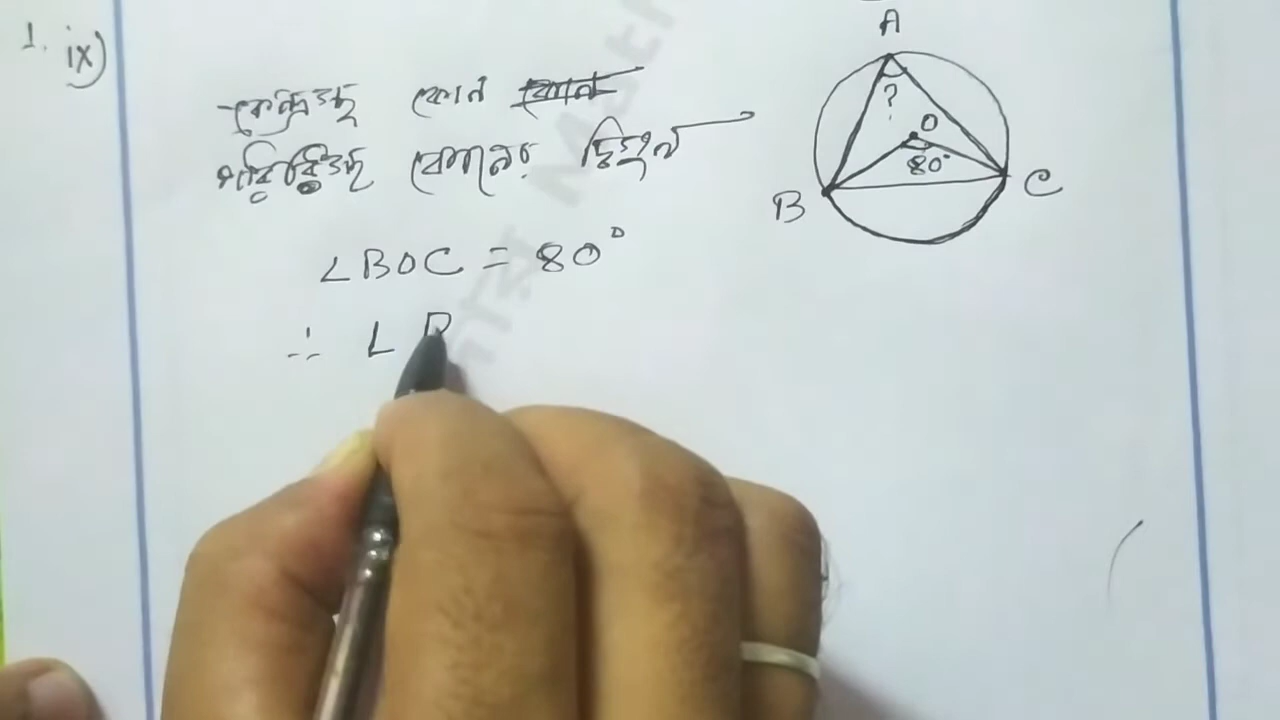 1. ix)
কেন্দ্রস্থ কোন
পরিধিস্থ কোনের দ্বিগুন
∠BOC = 80°
∴ ∠B
A
?
O
80°
B
C